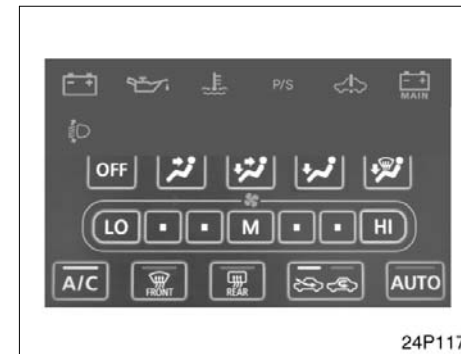 P/S
MAIN
OFF
LO M HI
A/C FRONT REAR AUTO
24P117